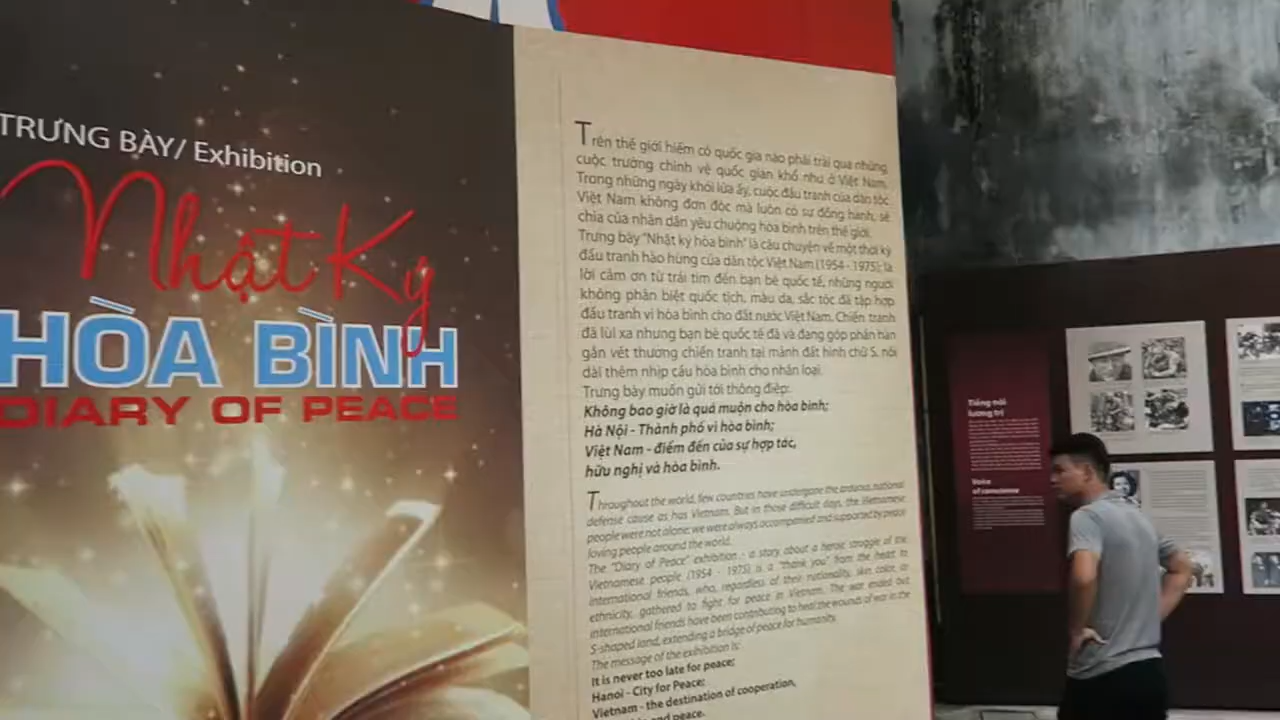 TRƯNG BÀY/ Exhibition
Nhật Ký
HÒA BÌNH
DIARY OF PEACE
Trên thế giới hiếm có quốc gia nào phải trải qua những
cuộc trường chinh vệ quốc gian khổ như ở Việt Nam.
Trong những ngày khói lửa ấy, cuộc đấu tranh của dân tộc
Việt Nam không đơn độc mà luôn có sự đồng hành, sẻ
chia của nhân dân yêu chuộng hòa bình trên thế giới.
Trưng bày "Nhật ký hòa bình" là câu chuyện về một thời kỳ
đấu tranh hào hùng của dân tộc Việt Nam (1954 - 1975); là
lời cảm ơn từ trái tim đến bạn bè quốc tế, những người
không phân biệt quốc tịch, màu da, sắc tộc đã tập hợp
đấu tranh vì hòa bình cho đất nước Việt Nam. Chiến tranh
đã lùi xa nhưng bạn bè quốc tế đã và đang góp phần hàn
gắn vết thương chiến tranh tại mảnh đất hình chữ S, nối
dài thêm nhịp cầu hòa bình cho nhân loại.
Trưng bày muốn gửi tới thông điệp:
Không bao giờ là quá muộn cho hòa bình;
Hà Nội - Thành phố vì hòa bình;
Việt Nam - điểm đến của sự hợp tác,
hữu nghị và hòa bình.
Throughout the world, few countries have undergone the arduous national
defense cause as has Vietnam. But in those difficult days, the Vietnamese
people were not alone; we were always accompanied and supported by peace
loving people around the world.
The "Diary of Peace" exhibition - a story about a heroic struggle of the
Vietnamese people (1954 - 1975) is a "thank you" from the heart to
international friends, who, regardless of their nationality, skin color, or
ethnicity, gathered to fight for peace in Vietnam. The war ended but
international friends have been contributing to heal the wounds of war in the
S-shaped land, extending a bridge of peace for humanity.
The message of the exihibition is:
It is never too late for peace;
Hanoi - City for Peace;
Vietnam - the destination of cooperation,
and peace.
Tiếng nói
lương tri
Voice
of conscience